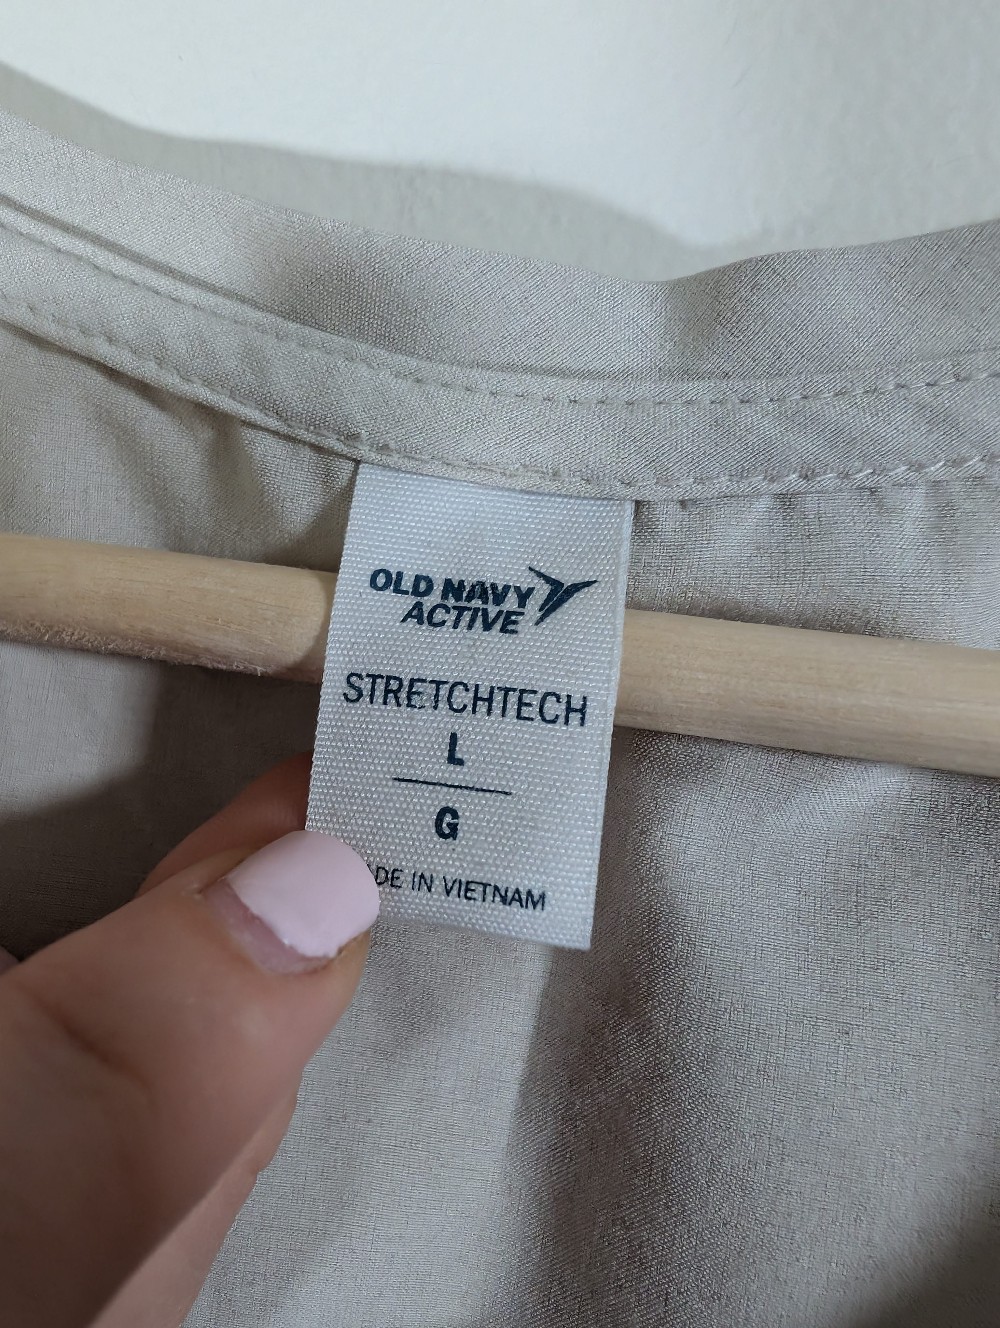 OLD NAVY
ACTIVE
STRETCHTECH
L
G
DE IN VIETNAM